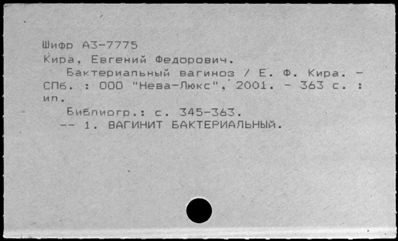 Шифр А3-7775
Кира, Евгений Федорович.
Бактериальный вагиноз / Е. Ф. Кира. -
СПб. : ООО "Нева-Люкс", 2001. - 363 с. :
ил.
Библиогр.: с. 345-363.
-- 1. ВАГИНИТ БАКТЕРИАЛЬНЫЙ.